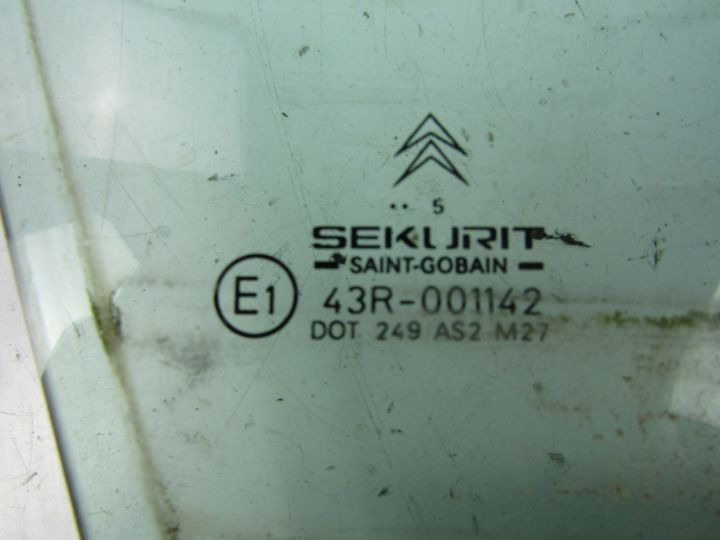 .. 5
SEKURIT
SAINT-GOBAIN
E1 43R-001142
DOT 249 AS2 M27